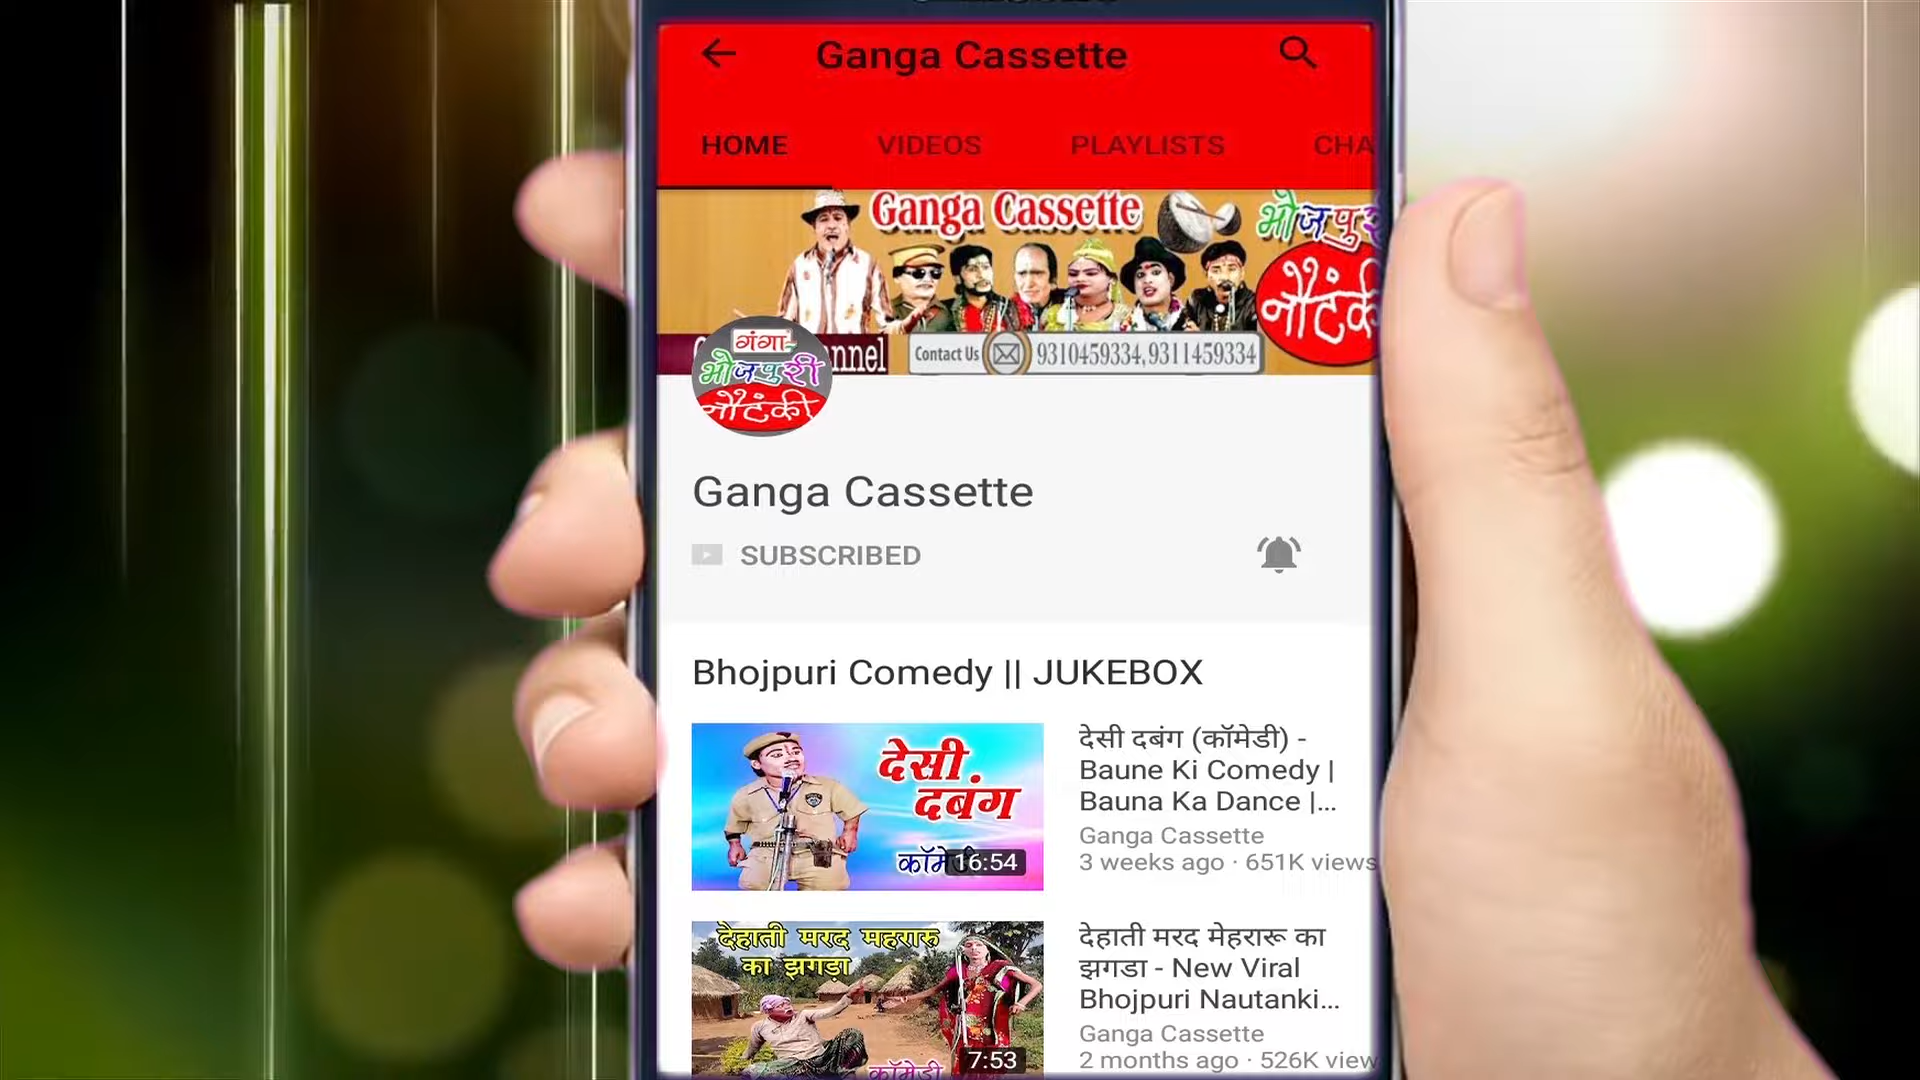 Ganga Cassette
HOME VIDEOS PLAYLISTS CHA
Ganga Cassette
भोजपुरी
नौटंकी
nnel
Contact Us 9310459334,9311459334
गंगा
भोजपुरी
नौटंकी
Ganga Cassette
SUBSCRIBED
Bhojpuri Comedy || JUKEBOX
देसी
दबंग
कॉमेडी
16:54
देसी दबंग (कॉमेडी) -
Baune Ki Comedy |
Bauna Ka Dance |...
Ganga Cassette
3 weeks ago · 651K views
देहाती मरद महरारू
का झगड़ा
कॉमेडी
7:53
देहाती मरद मेहरारू का
झगडा - New Viral
Bhojpuri Nautanki...
Ganga Cassette
2 months ago · 526K view